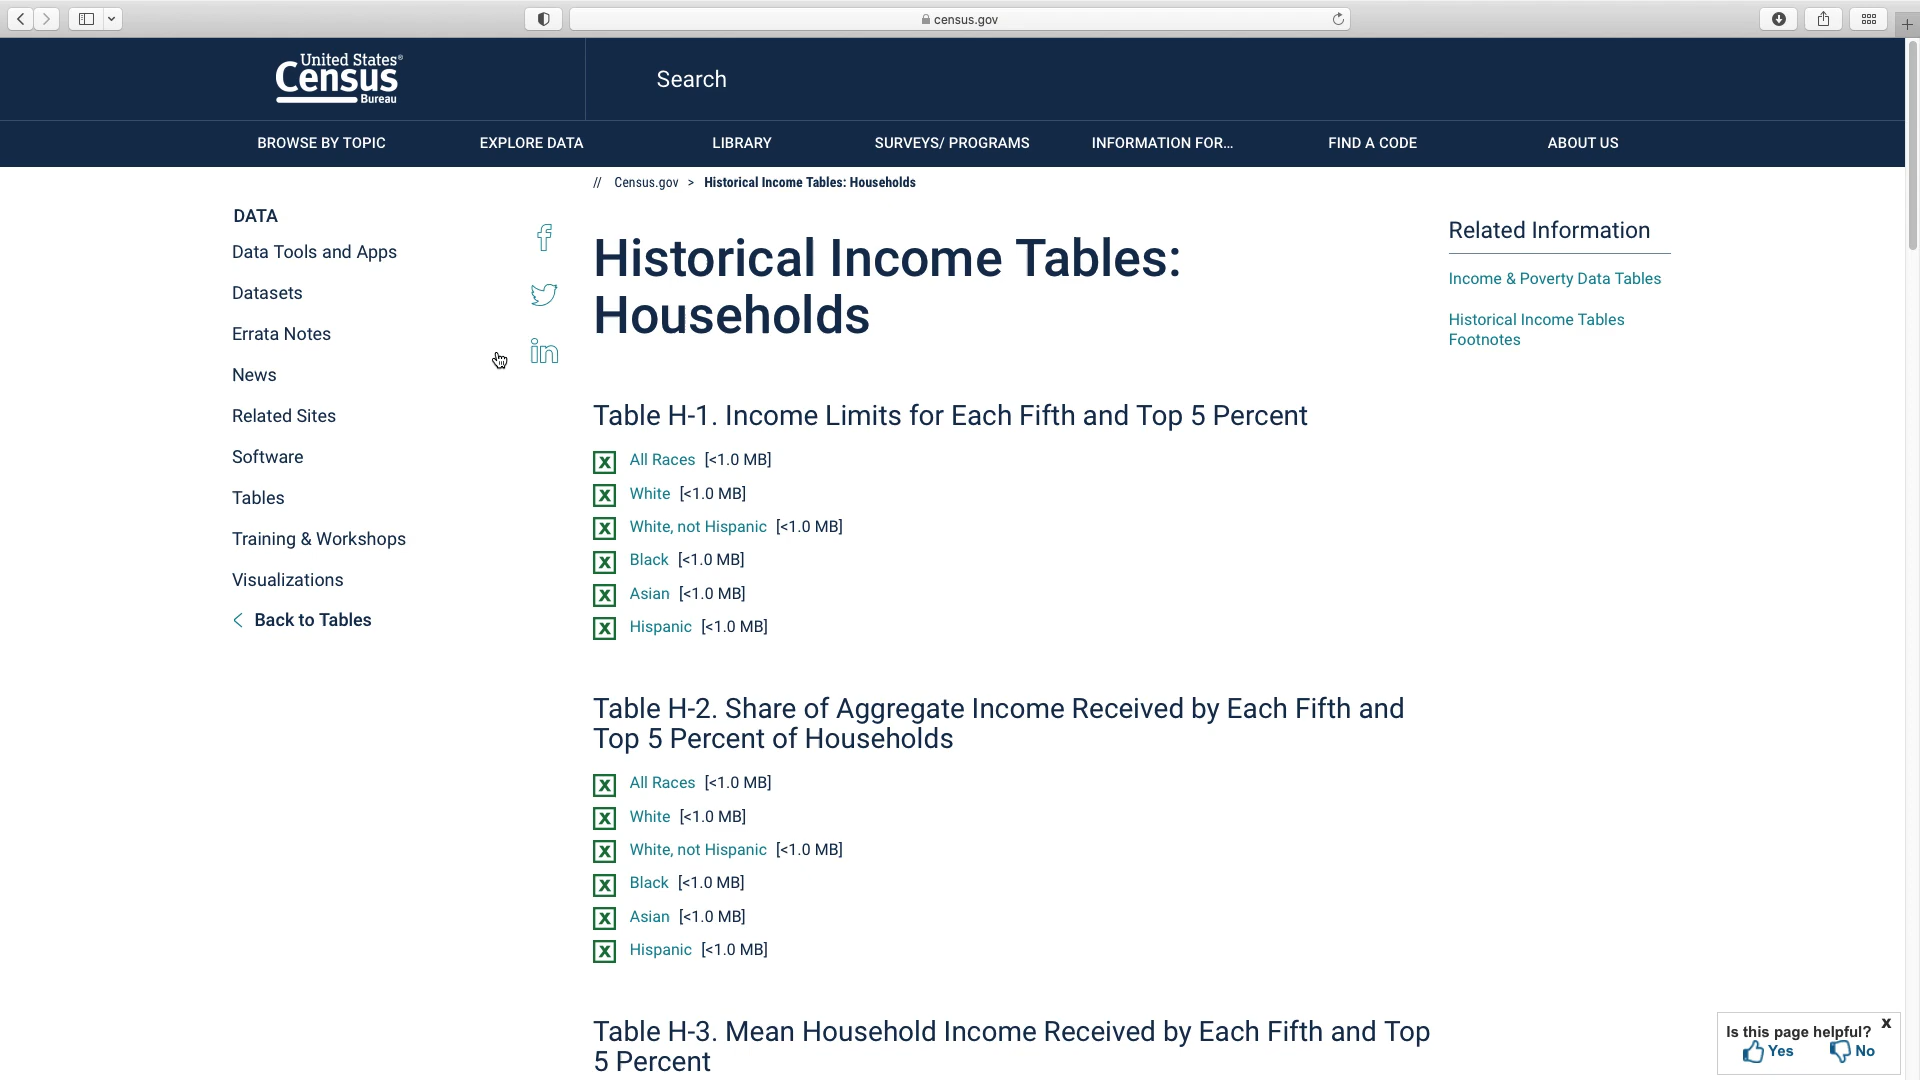 census.gov
United States®
Census
Bureau
Search
BROWSE BY TOPIC
EXPLORE DATA
LIBRARY
SURVEYS/ PROGRAMS
INFORMATION FOR...
FIND A CODE
ABOUT US
// Census.gov > Historical Income Tables: Households
DATA
Data Tools and Apps
Datasets
Errata Notes
News
Related Sites
Software
Tables
Training & Workshops
Visualizations
< Back to Tables
Historical Income Tables:
Households
Table H-1. Income Limits for Each Fifth and Top 5 Percent
All Races [<1.0 MB]
White [<1.0 MB]
White, not Hispanic [<1.0 MB]
Black [<1.0 MB]
Asian [<1.0 MB]
Hispanic [<1.0 MB]
Table H-2. Share of Aggregate Income Received by Each Fifth and
Top 5 Percent of Households
All Races [<1.0 MB]
White [<1.0 MB]
White, not Hispanic [<1.0 MB]
Black [<1.0 MB]
Asian [<1.0 MB]
Hispanic [<1.0 MB]
Table H-3. Mean Household Income Received by Each Fifth and Top
5 Percent
Related Information
Income & Poverty Data Tables
Historical Income Tables
Footnotes
Is this page helpful? X
Yes No